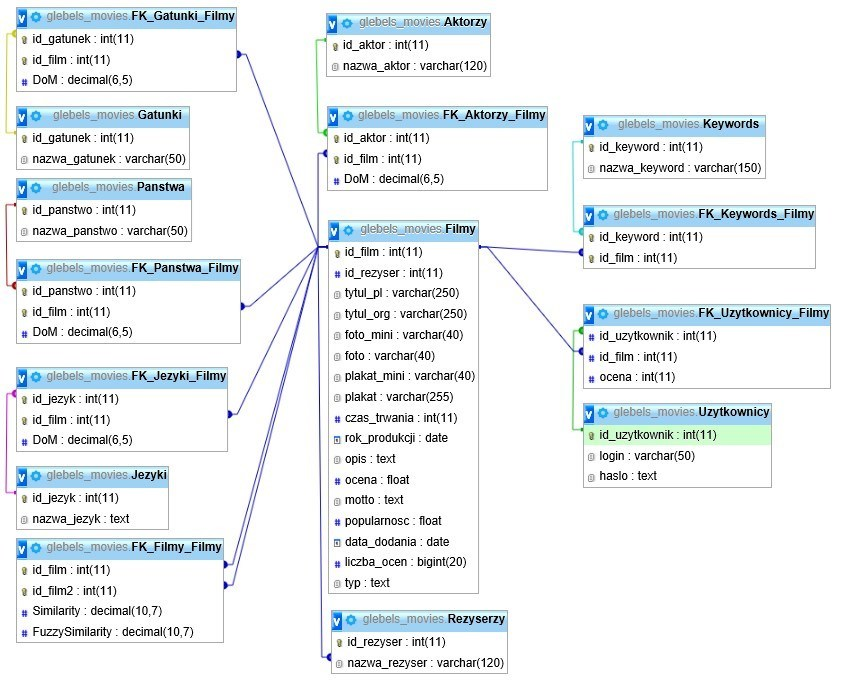 glebels_movies.FK_Gatunki_Filmy
id_gatunek : int(11)
id_film : int(11)
# DoM : decimal(6,5)
glebels_movies.Gatunki
id_gatunek : int(11)
nazwa_gatunek : varchar(50)
glebels_movies.Panstwa
id_panstwo : int(11)
nazwa_panstwo : varchar(50)
glebels_movies.FK_Panstwa_Filmy
id_panstwo : int(11)
id_film : int(11)
# DoM : decimal(6,5)
glebels_movies.FK_Jezyki_Filmy
id_jezyk : int(11)
id_film : int(11)
# DoM : decimal(6,5)
glebels_movies.Jezyki
id_jezyk : int(11)
nazwa_jezyk : text
glebels_movies.FK_Filmy_Filmy
id_film : int(11)
id_film2 : int(11)
# Similarity : decimal(10,7)
# FuzzySimilarity : decimal(10,7)
glebels_movies.Aktorzy
id_aktor : int(11)
nazwa_aktor : varchar(120)
glebels_movies.FK_Aktorzy_Filmy
id_aktor : int(11)
id_film : int(11)
# DoM : decimal(6,5)
glebels_movies.Filmy
id_film : int(11)
# id_rezyser : int(11)
tytul_pl : varchar(250)
tytul_org : varchar(250)
foto_mini : varchar(40)
foto : varchar(40)
plakat_mini : varchar(40)
plakat : varchar(255)
# czas_trwania : int(11)
rok_produkcji : date
opis : text
# ocena : float
motto : text
# popularnosc : float
data_dodania : date
# liczba_ocen : bigint(20)
typ : text
glebels_movies.Rezyserzy
id_rezyser : int(11)
nazwa_rezyser : varchar(120)
glebels_movies.Keywords
id_keyword : int(11)
nazwa_keyword : varchar(150)
glebels_movies.FK_Keywords_Filmy
id_keyword : int(11)
id_film : int(11)
glebels_movies.FK_Uzytkownicy_Filmy
# id_uzytkownik : int(11)
# id_film : int(11)
# ocena : int(11)
glebels_movies.Uzytkownicy
id_uzytkownik : int(11)
login : varchar(50)
haslo : text